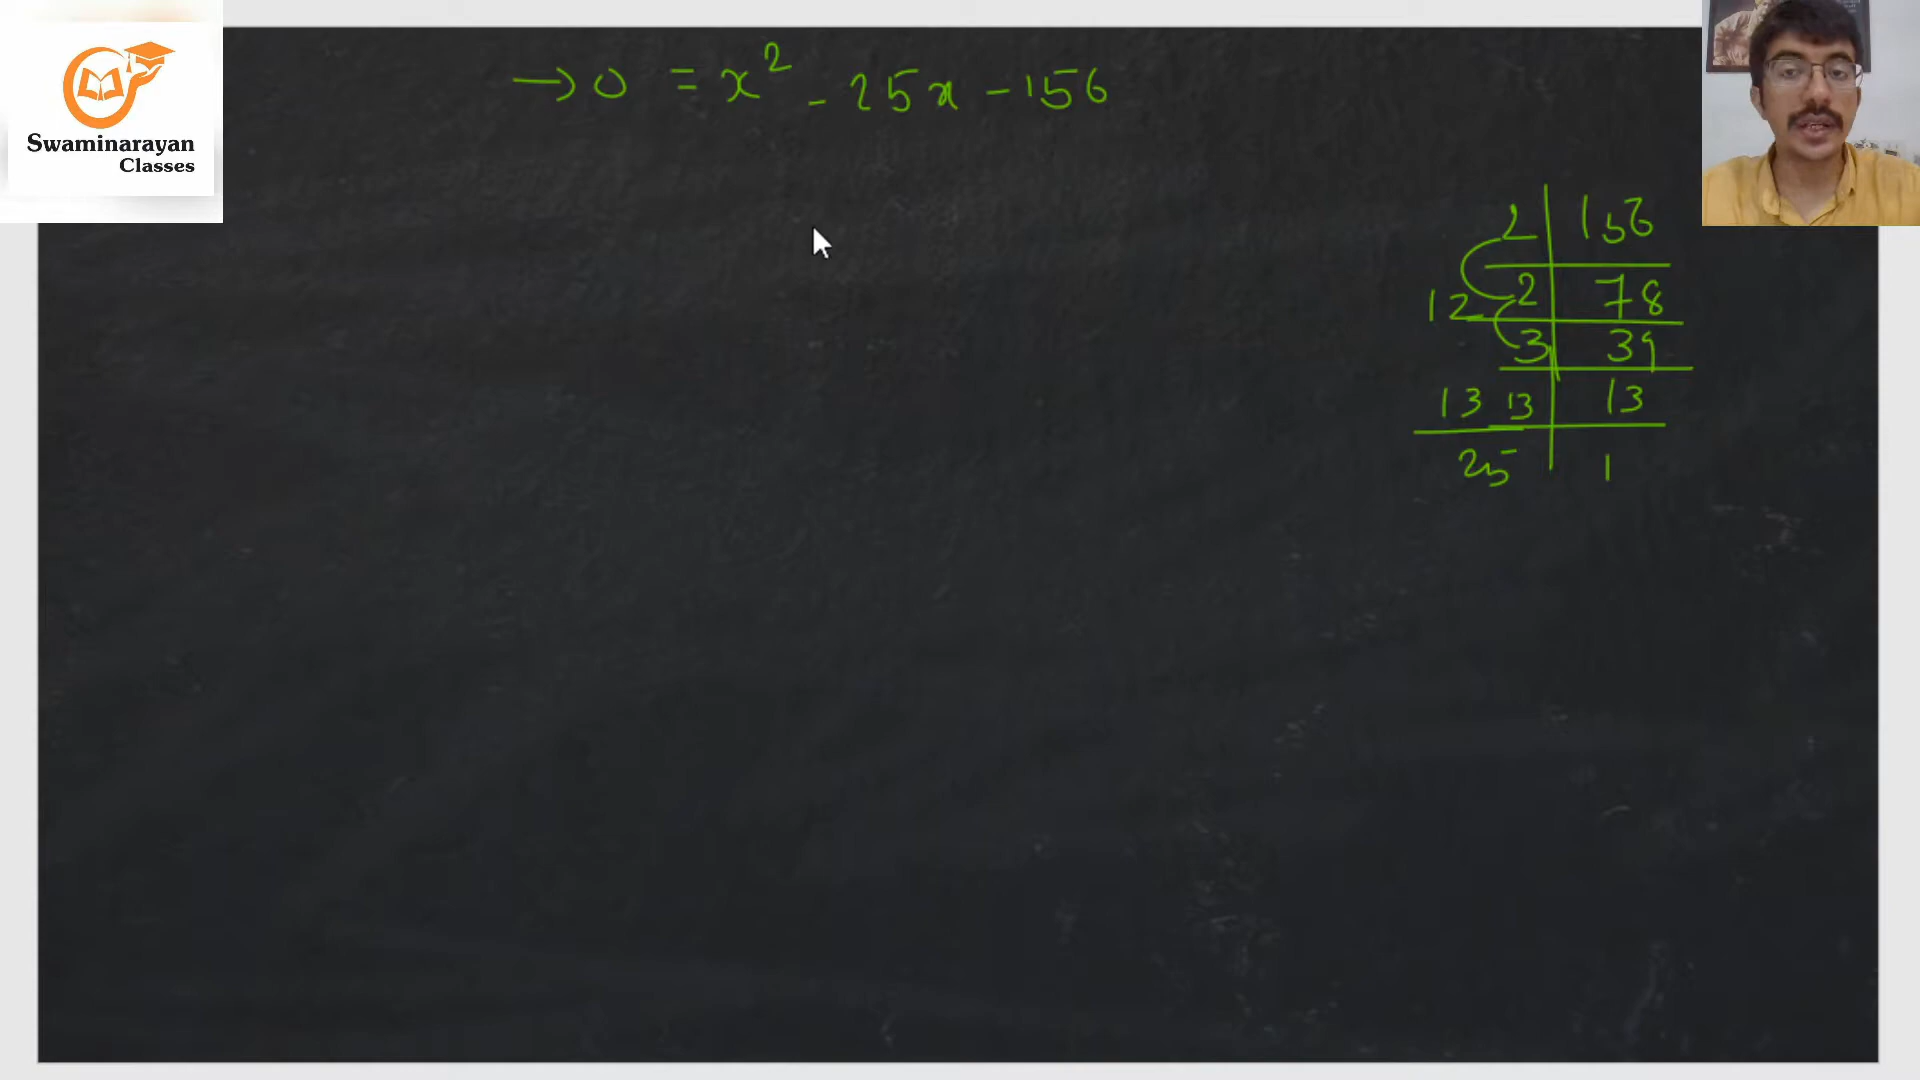 Swaminarayan
Classes
→ 0 = x² - 25x - 156
2 | 156
12 2 | 78
3 | 39
13 13 | 13
25 | 1